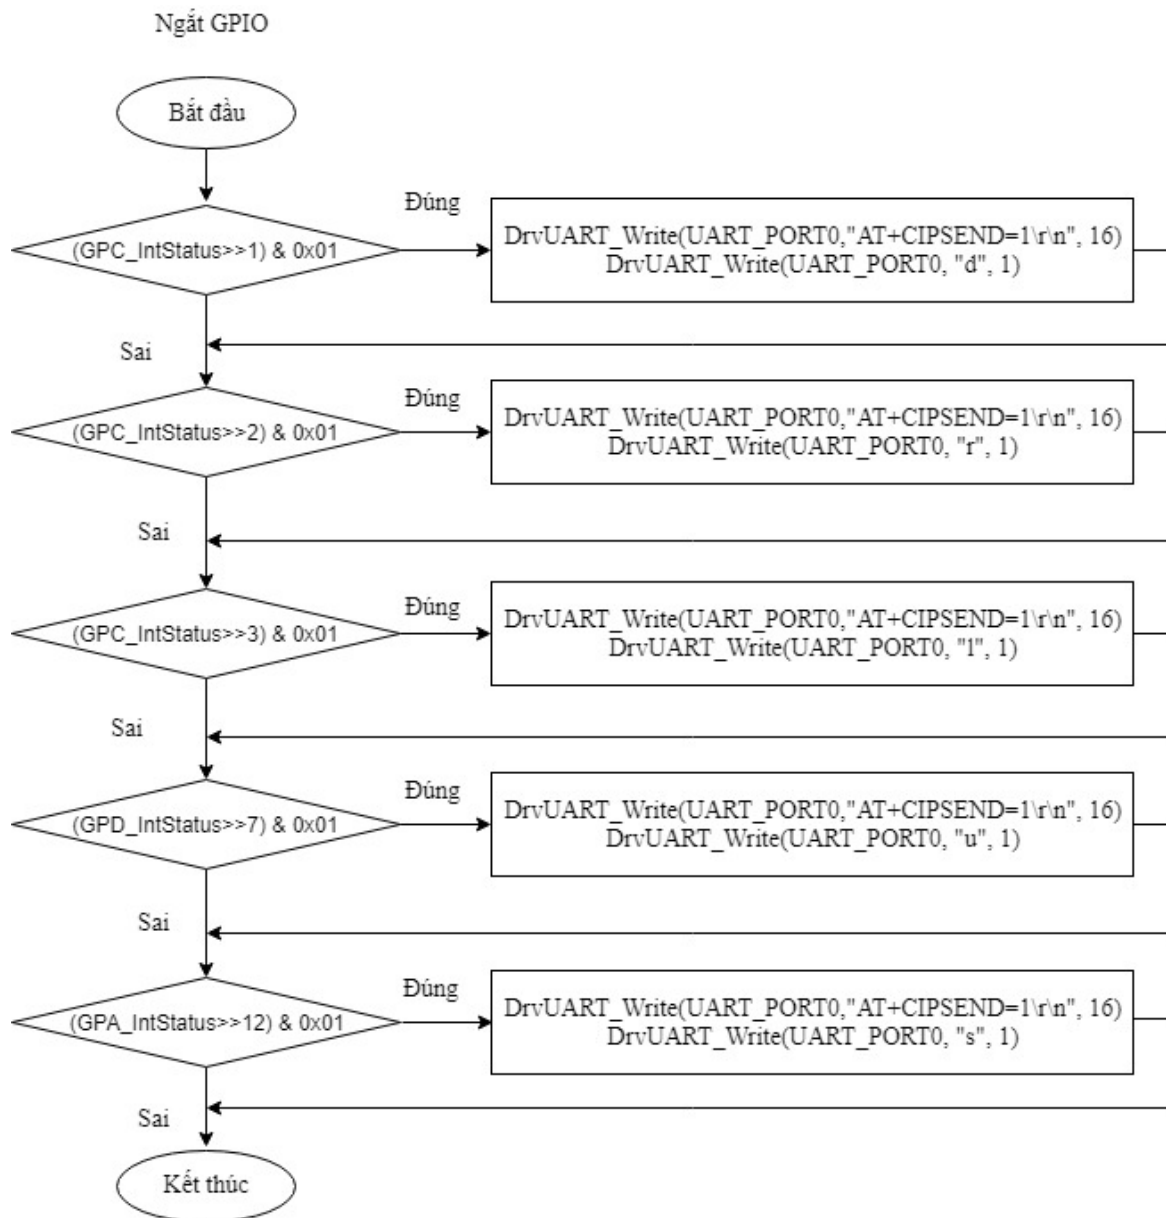 Ngắt GPIO
Bắt đầu
Đúng
(GPC_IntStatus>>1) & 0x01
DrvUART_Write(UART_PORT0,"AT+CIPSEND=1\r\n", 16)
DrvUART_Write(UART_PORT0, "d", 1)
Sai
Đúng
(GPC_IntStatus>>2) & 0x01
DrvUART_Write(UART_PORT0,"AT+CIPSEND=1\r\n", 16)
DrvUART_Write(UART_PORT0, "r", 1)
Sai
Đúng
(GPC_IntStatus>>3) & 0x01
DrvUART_Write(UART_PORT0,"AT+CIPSEND=1\r\n", 16)
DrvUART_Write(UART_PORT0, "l", 1)
Sai
Đúng
(GPD_IntStatus>>7) & 0x01
DrvUART_Write(UART_PORT0,"AT+CIPSEND=1\r\n", 16)
DrvUART_Write(UART_PORT0, "u", 1)
Sai
Đúng
(GPA_IntStatus>>12) & 0x01
DrvUART_Write(UART_PORT0,"AT+CIPSEND=1\r\n", 16)
DrvUART_Write(UART_PORT0, "s", 1)
Sai
Kết thúc